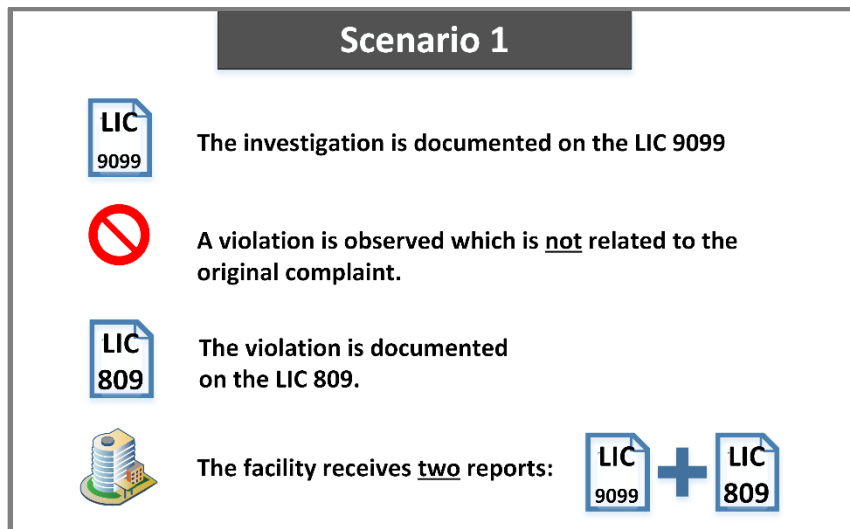 Scenario 1
LIC
9099
The investigation is documented on the LIC 9099
A violation is observed which is not related to the
original complaint.
LIC
809
The violation is documented
on the LIC 809.
The facility receives two reports:
LIC
9099
LIC
809